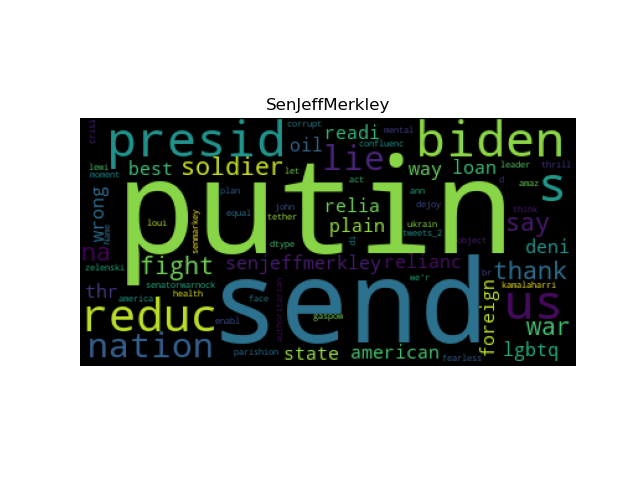 SenJeffMerkley
crisi
presid
corrupt
readi
mental
biden
oil
confluenc
lewi
moment
best
soldier
let
lie
way
loan
leader
amaz
thrill
s
putin
wrong
plan
act
ann
d
equal
john
relia
dejoy
think
loui
senmarkey
tether
plain
ukrain
tweets_2
say
name
na
dtype
di
object
deni
zelenski
fight
senjeffmerkley
relianc
br
thank
thr
senatorwarnock
we'r
kamalaharri
america
health
face
authoritarian
send
foreign
us
reduc
enabl
gaspow
war
nation
parishion
state
american
fearless
lgbtq